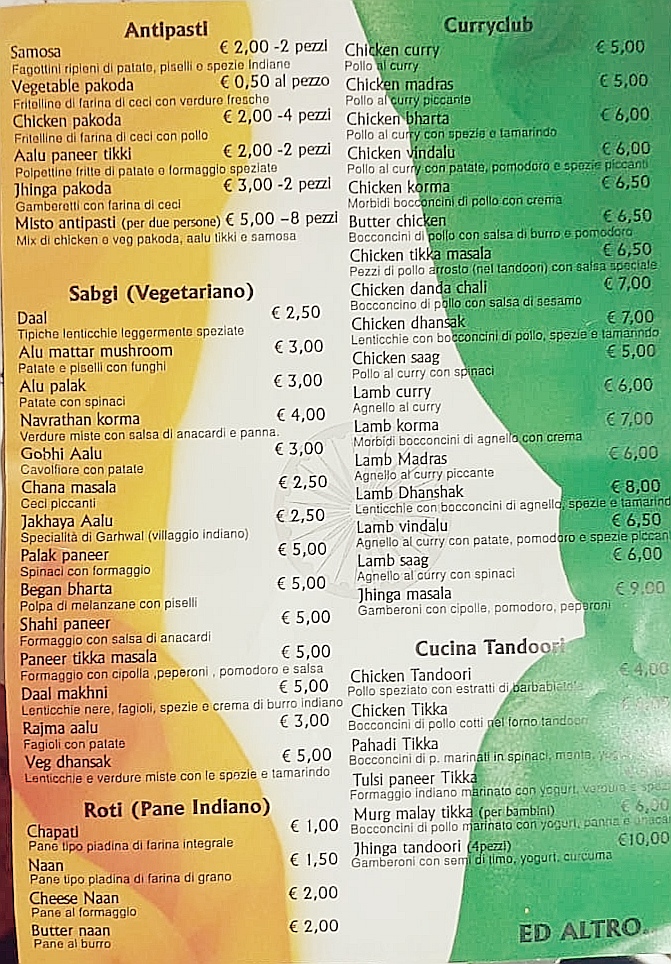 Antipasti
Samosa € 2,00 -2 pezzi
Fagottini ripieni di patate, piselli e spezie Indiane
Vegetable pakoda € 0,50 al pezzo
Fritelline di farina di ceci con verdure fresche
Chicken pakoda € 2,00 -4 pezzi
Fritelline di farina di ceci con pollo
Aalu paneer tikki € 2,00 -2 pezzi
Polpettine fritte di patate e formaggio speziate
Jhinga pakoda € 3,00 -2 pezzi
Gamberetti con farina di ceci
Misto antipasti (per due persone) € 5,00 –8 pezzi
Mix di chicken e veg pakoda, aalu tikki e samosa
Sabgi (Vegetariano)
Daal € 2,50
Tipiche lenticchie leggermente speziate
Alu mattar mushroom € 3,00
Patate e piselli con funghi
Alu palak € 3,00
Patate con spinaci
Navrathan korma € 4,00
Verdure miste con salsa di anacardi e panna.
Gobhi Aalu € 3,00
Cavolfiore con patate
Chana masala € 2,50
Ceci piccanti
Jakhaya Aalu € 2,50
Specialità di Garhwal (villaggio indiano)
Palak paneer € 5,00
Spinaci con formaggio
Began bharta € 5,00
Polpa di melanzane con piselli
Shahi paneer € 5,00
Formaggio con salsa di anacardi
Paneer tikka masala € 5,00
Formaggio con cipolla ,peperoni , pomodoro e salsa
Daal makhni € 5,00
Lenticchie nere, fagioli, spezie e crema di burro indiano
Rajma aalu € 3,00
Fagioli con patate
Veg dhansak € 5,00
Lenticchie e verdure miste con le spezie e tamarindo
Roti (Pane Indiano)
Chapati € 1,00
Pane tipo piadina di farina integrale
Naan € 1,50
Pane tipo piadina di farina di grano
Cheese Naan € 2,00
Pane al formaggio
Butter naan € 2,00
Pane al burro
Curryclub
Chicken curry € 5,00
Pollo al curry
Chicken madras € 5,00
Pollo al curry piccante
Chicken bharta € 6,00
Pollo al curry con spezie e tamarindo
Chicken vindalu € 6,00
Pollo al curry con patate, pomodoro e spezie piccanti
Chicken korma € 6,50
Morbidi bocconcini di pollo con crema
Butter chicken € 6,50
Bocconcini di pollo con salsa di burro e pomodoro
Chicken tikka masala € 6,50
Pezzi di pollo arrosto (nel tandoori) con salsa speciale
Chicken danda chali € 7,00
Bocconcino di pollo con salsa di sesamo
Chicken dhansak € 7,00
Lenticchie con bocconcini di pollo, spezie e tamarindo
Chicken saag € 5,00
Pollo al curry con spinaci
Lamb curry € 6,00
Agnello al curry
Lamb korma € 7,00
Morbidi bocconcini di agnello con crema
Lamb Madras € 6,00
Agnello al curry piccante
Lamb Dhanshak € 8,00
Lenticchie con bocconcini di agnello, spezie e tamarind
Lamb vindalu € 6,50
Agnello al curry con patate, pomodoro e spezie piccant
Lamb saag € 6,00
Agnello al curry con spinaci
Jhinga masala € 9,00
Gamberoni con cipolle, pomodoro, peperoni
Cucina Tandoori
Chicken Tandoori € 4,00
Pollo speziato con estratti di barbabietola
Chicken Tikka
Bocconcini di pollo cotti nel forno tandoori
Pahadi Tikka
Bocconcini di p. marinati in spinaci, menta,
Tulsi paneer Tikka
Formaggio indiano marinato con yogurt, verdure e
Murg malay tikka (per bambini) € 6,00
Bocconcini di pollo marinato con yogurt, panna e
Jhinga tandoori (4pezzi) €10,00
Gamberoni con semi di timo, yogurt, curcuma
ED ALTRO..